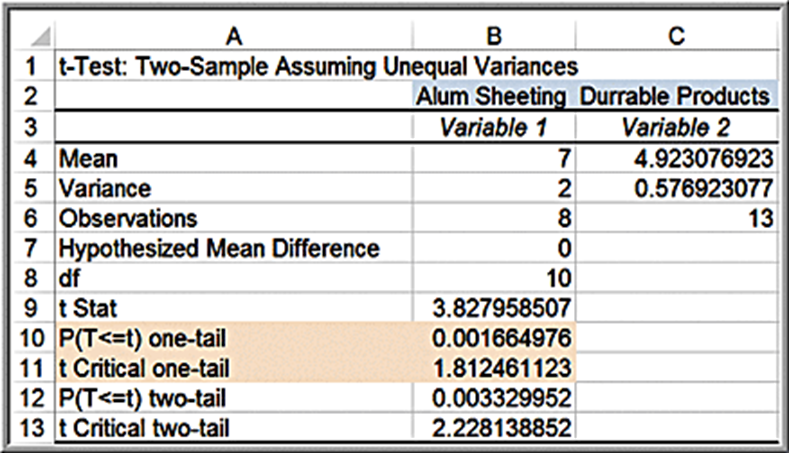 A B C
1 t-Test: Two-Sample Assuming Unequal Variances
2 Alum Sheeting Durrable Products
3 Variable 1 Variable 2
4 Mean 7 4.923076923
5 Variance 2 0.576923077
6 Observations 8 13
7 Hypothesized Mean Difference 0
8 df 10
9 t Stat 3.827958507
10 P(T<=t) one-tail 0.001664976
11 t Critical one-tail 1.812461123
12 P(T<=t) two-tail 0.003329952
13 t Critical two-tail 2.228138852